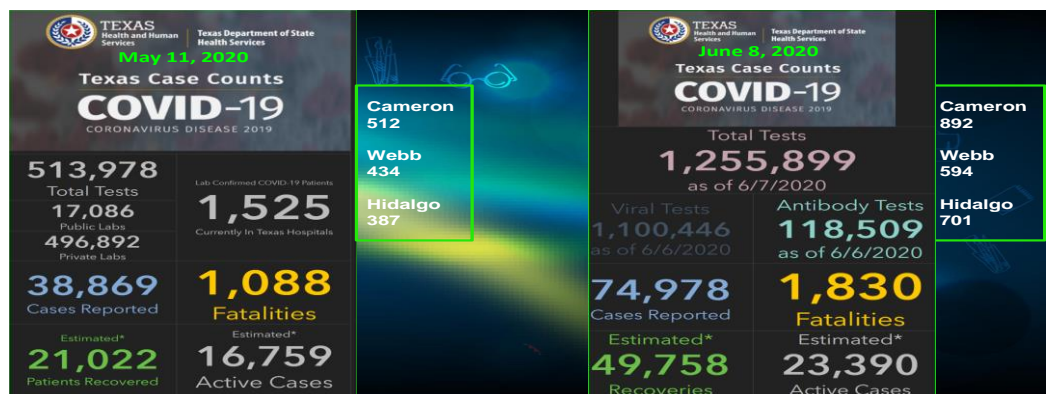 TEXAS
Health and Human
Services
Texas Department of State
Health Services
May 11, 2020
Texas Case Counts
COVID-19
CORONAVIRUS DISEASE 2019
513,978
Total Tests
17,086
Public Labs
496,892
Private Labs
Lab Confirmed COVID-19 Patients
1,525
Currently In Texas Hospitals
38,869
Cases Reported
1,088
Fatalities
Estimated*
21,022
Patients Recovered
Estimated*
16,759
Active Cases
Cameron
512
Webb
434
Hidalgo
387
TEXAS
Health and Human
Services
Texas Department of State
Health Services
June 8, 2020
Texas Case Counts
COVID-19
CORONAVIRUS DISEASE 2019
Total Tests
1,255,899
as of 6/7/2020
Viral Tests
1,100,446
as of 6/6/2020
Antibody Tests
118,509
as of 6/6/2020
74,978
Cases Reported
1,830
Fatalities
Estimated*
49,758
Recoveries
Estimated*
23,390
Active Cases
Cameron
892
Webb
594
Hidalgo
701